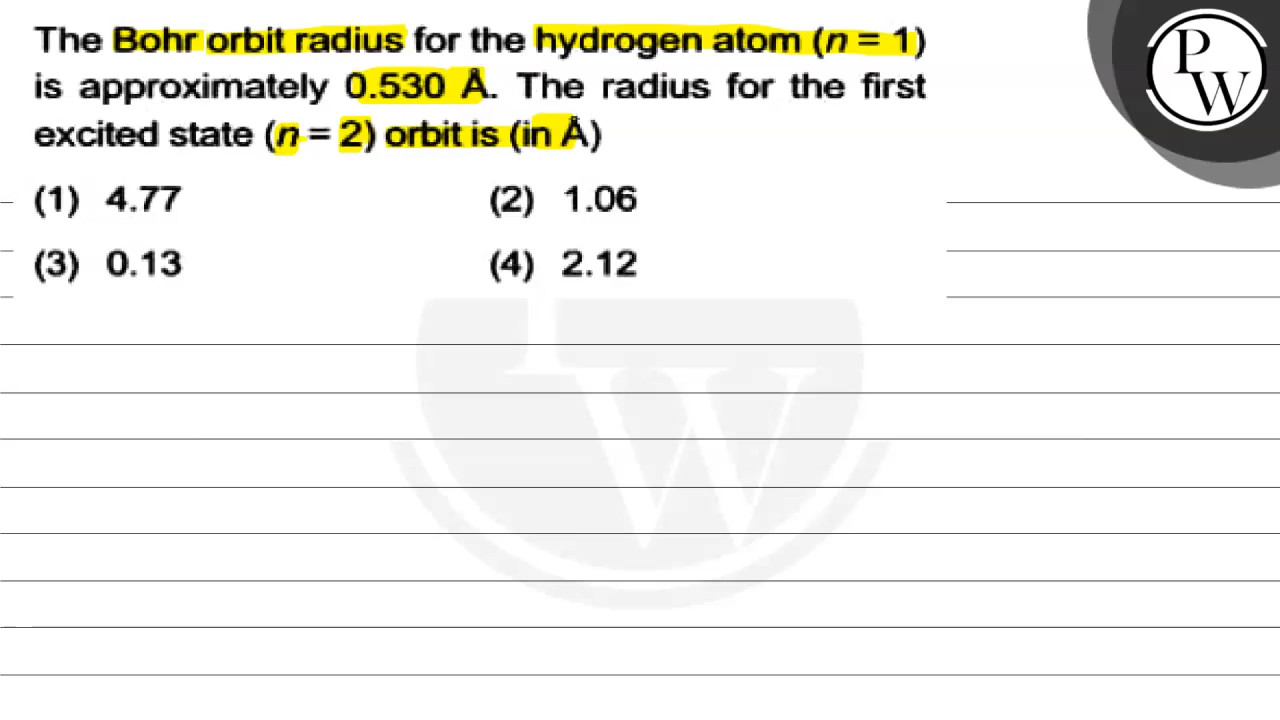 The Bohr orbit radius for the hydrogen atom (n = 1)
is approximately 0.530 Å. The radius for the first
excited state (n = 2) orbit is (in Å)
(1) 4.77 (2) 1.06
(3) 0.13 (4) 2.12
PW
W